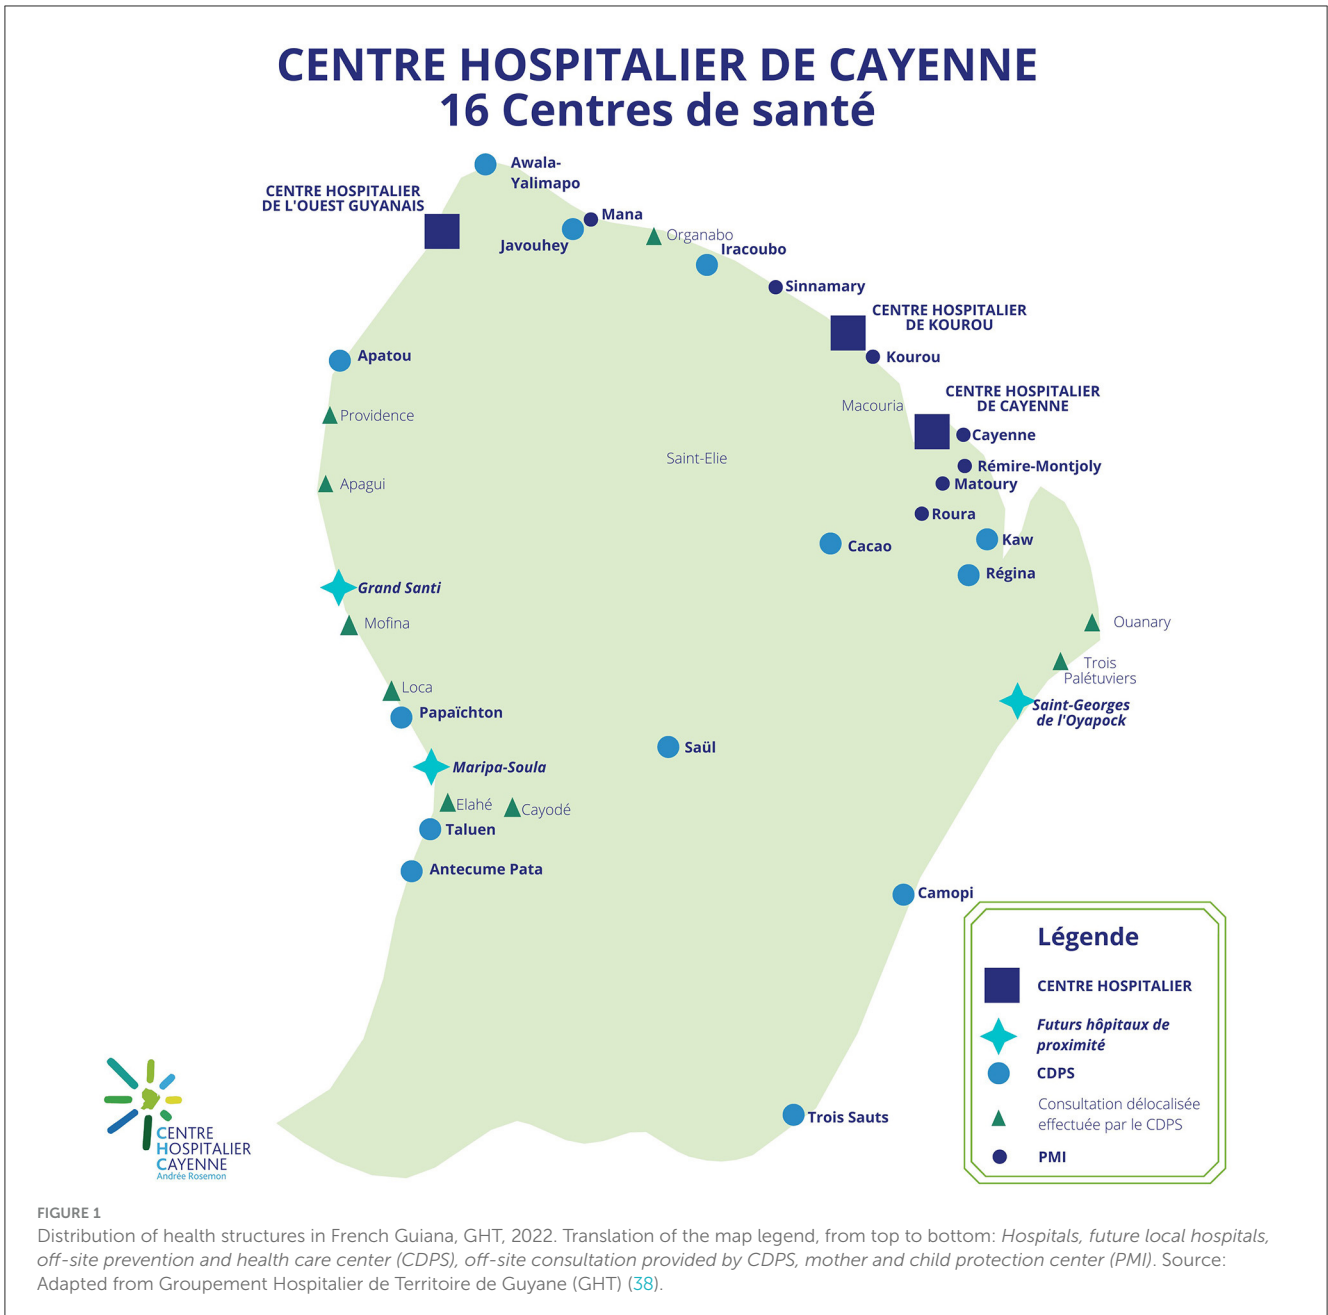 CENTRE HOSPITALIER DE CAYENNE
16 Centres de santé
Awala-
Yalimapo
CENTRE HOSPITALIER
DE L'OUEST GUYANAIS
Mana
Javouhey
Organabo
Iracoubo
Sinnamary
CENTRE HOSPITALIER
DE KOUROU
Kourou
Apatou
CENTRE HOSPITALIER
DE CAYENNE
Macouria
Providence
Cayenne
Saint-Elie
Rémire-Montjoly
Apagui
Matoury
Roura
Kaw
Cacao
Régina
Grand Santi
Mofina
Ouanary
Trois
Palétuviers
Loca
Papaïchton
Saint-Georges
de l'Oyapock
Saül
Maripa-Soula
Elahé
Cayodé
Taluen
Antecume Pata
Camopi
Trois Sauts
Légende
CENTRE HOSPITALIER
Futurs hôpitaux de
proximité
CDPS
Consultation délocalisée
effectuée par le CDPS
PMI
CENTRE
HOSPITALIER
CAYENNE
Andrée Rosemon
FIGURE 1
Distribution of health structures in French Guiana, GHT, 2022. Translation of the map legend, from top to bottom: Hospitals, future local hospitals,
off-site prevention and health care center (CDPS), off-site consultation provided by CDPS, mother and child protection center (PMI). Source:
Adapted from Groupement Hospitalier de Territoire de Guyane (GHT) (38).